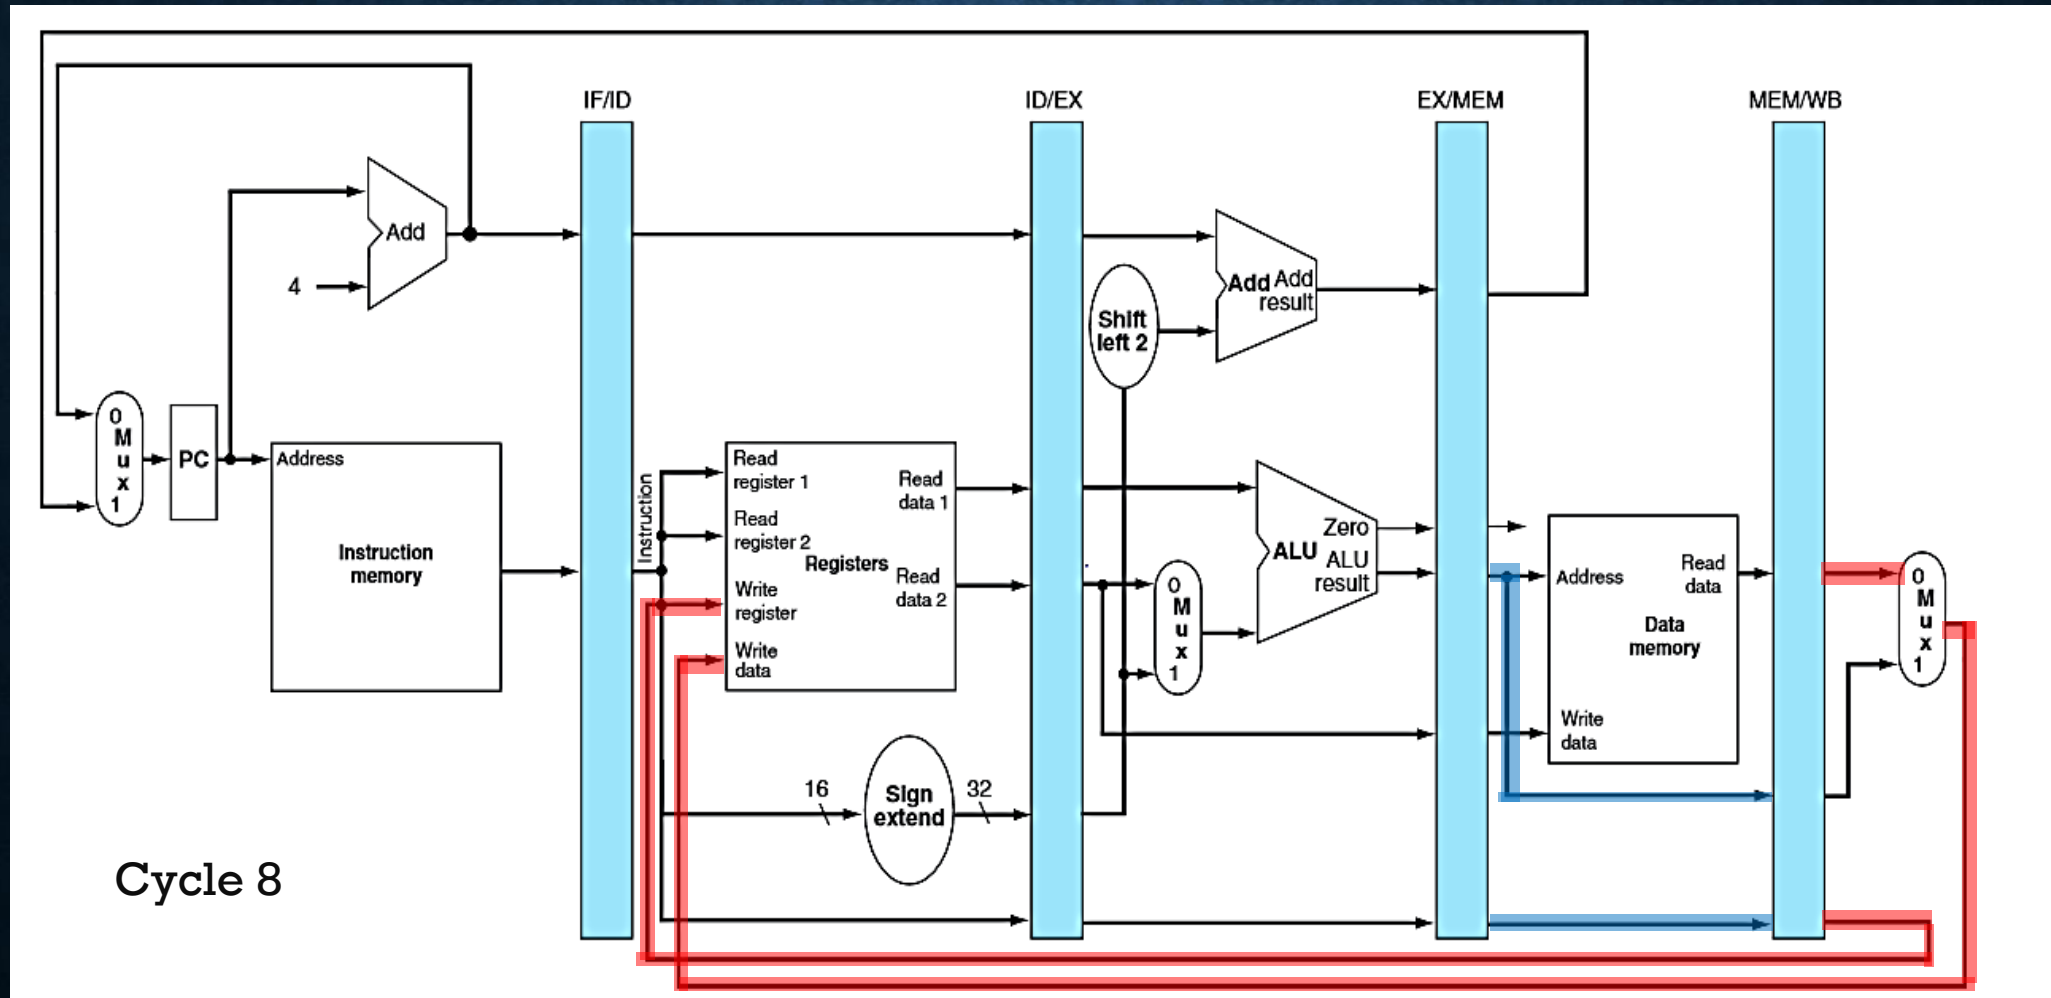 IF/ID
ID/EX
EX/MEM
MEM/WB
Add
4
Add
Add
result
Shift
left 2
0
M
u
x
1
PC
Address
Instruction
memory
Instruction
Read
register 1
Read
register 2
Write
register
Write
data
Registers
Read
data 1
Read
data 2
0
M
u
x
1
Zero
ALU
ALU
result
Address
Read
data
Data
memory
Write
data
0
M
u
x
1
16
Sign
extend
32
Cycle 8